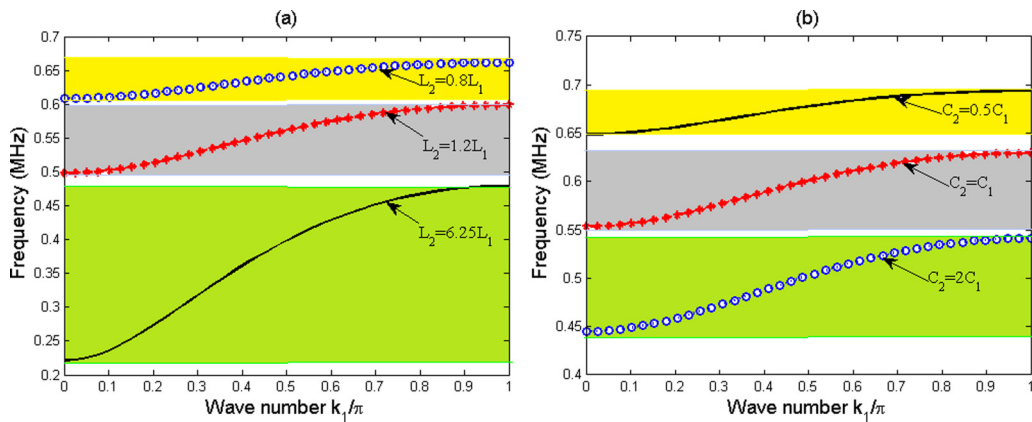 (a)
0.7
0.65
0.6
0.55
0.5
0.45
0.4
0.35
0.3
0.25
0.2
Frequency (MHz)
L₂=0.8L₁
L₂=1.2L₁
L₂=6.25L₁
0 0.1 0.2 0.3 0.4 0.5 0.6 0.7 0.8 0.9 1
Wave number k₁/π
(b)
0.75
0.7
0.65
0.6
0.55
0.5
0.45
0.4
Frequency (MHz)
C₂=0.5C₁
C₂=C₁
C₂=2C₁
0 0.1 0.2 0.3 0.4 0.5 0.6 0.7 0.8 0.9 1
Wave number k₁/π